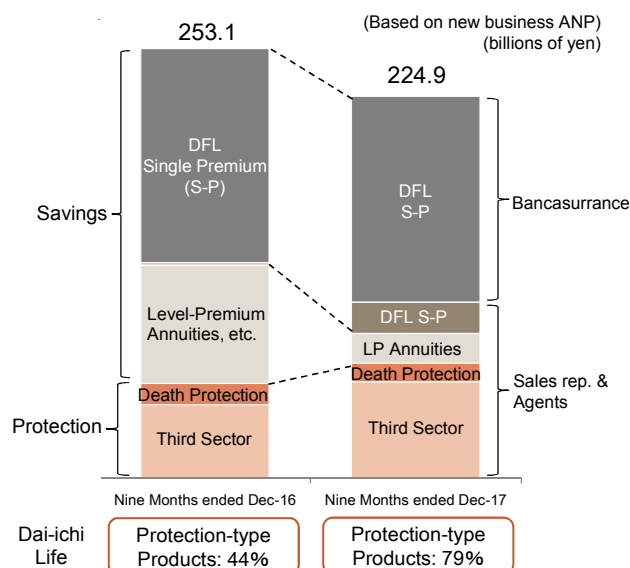 (Based on new business ANP)
(billions of yen)
253.1
224.9
DFL
Single Premium
(S-P)
DFL
S-P
Savings
Bancasurrance
Level-Premium
Annuities, etc.
DFL S-P
LP Annuities
Death Protection
Death Protection
Sales rep. &
Agents
Protection
Third Sector
Third Sector
Nine Months ended Dec-16
Nine Months ended Dec-17
Dai-ichi
Life
Protection-type
Products: 44%
Protection-type
Products: 79%